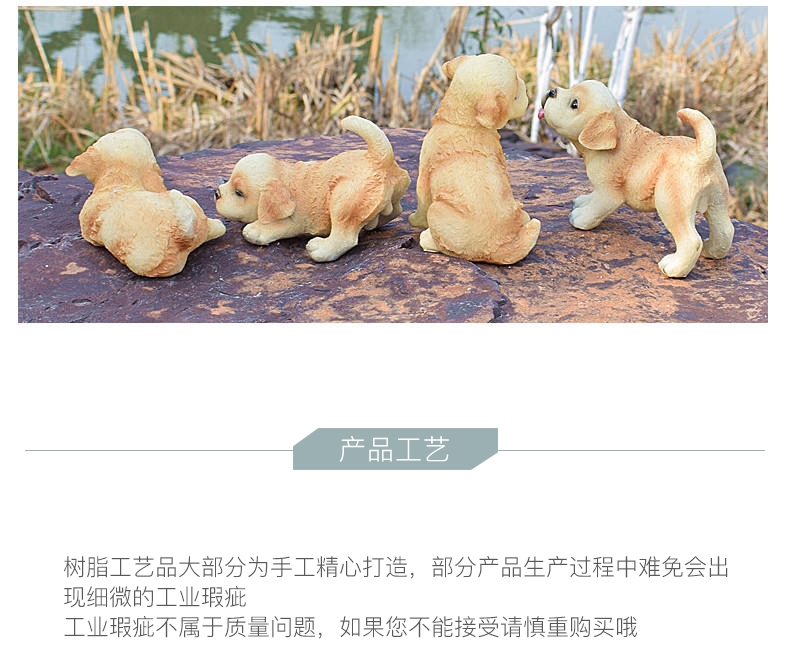 产品工艺
树脂工艺品大部分为手工精心打造，部分产品生产过程中难免会出
现细微的工业瑕疵
工业瑕疵不属于质量问题，如果您不能接受请慎重购买哦